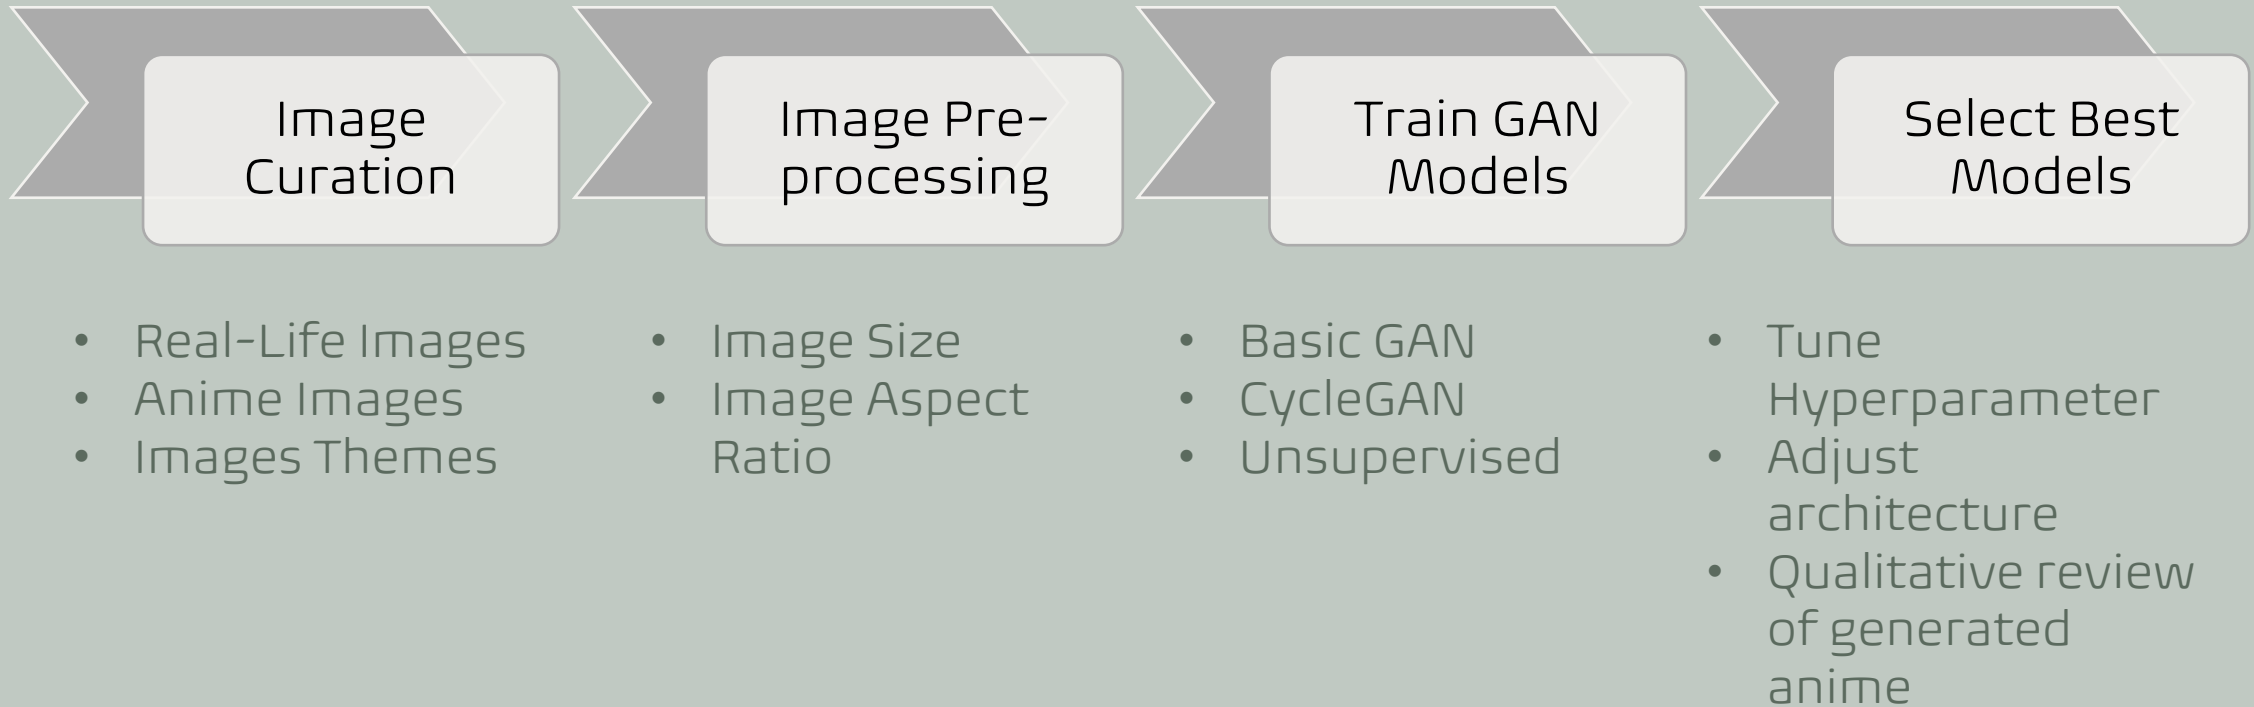 Image
Curation
Image Pre-
processing
Train GAN
Models
Select Best
Models
• Real-Life Images
• Anime Images
• Images Themes
• Image Size
• Image Aspect
Ratio
• Basic GAN
• CycleGAN
• Unsupervised
• Tune
Hyperparameter
• Adjust
architecture
• Qualitative review
of generated
anime